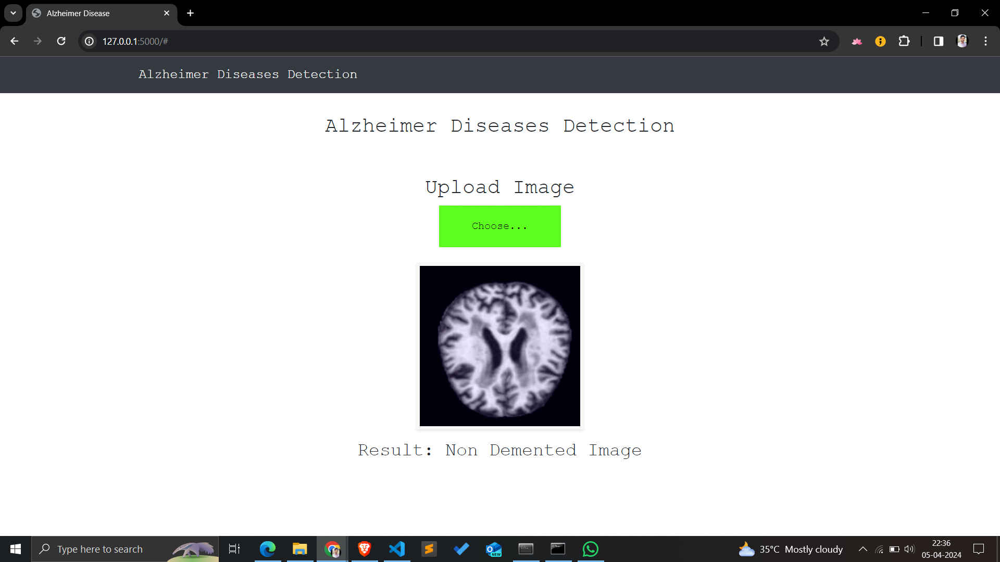 Alzheimer Disease
127.0.0.1:5000/#
Alzheimer Diseases Detection
Alzheimer Diseases Detection
Upload Image
Choose...
Result: Non Demented Image
Type here to search
NEW
35°C Mostly cloudy
22:36
05-04-2024